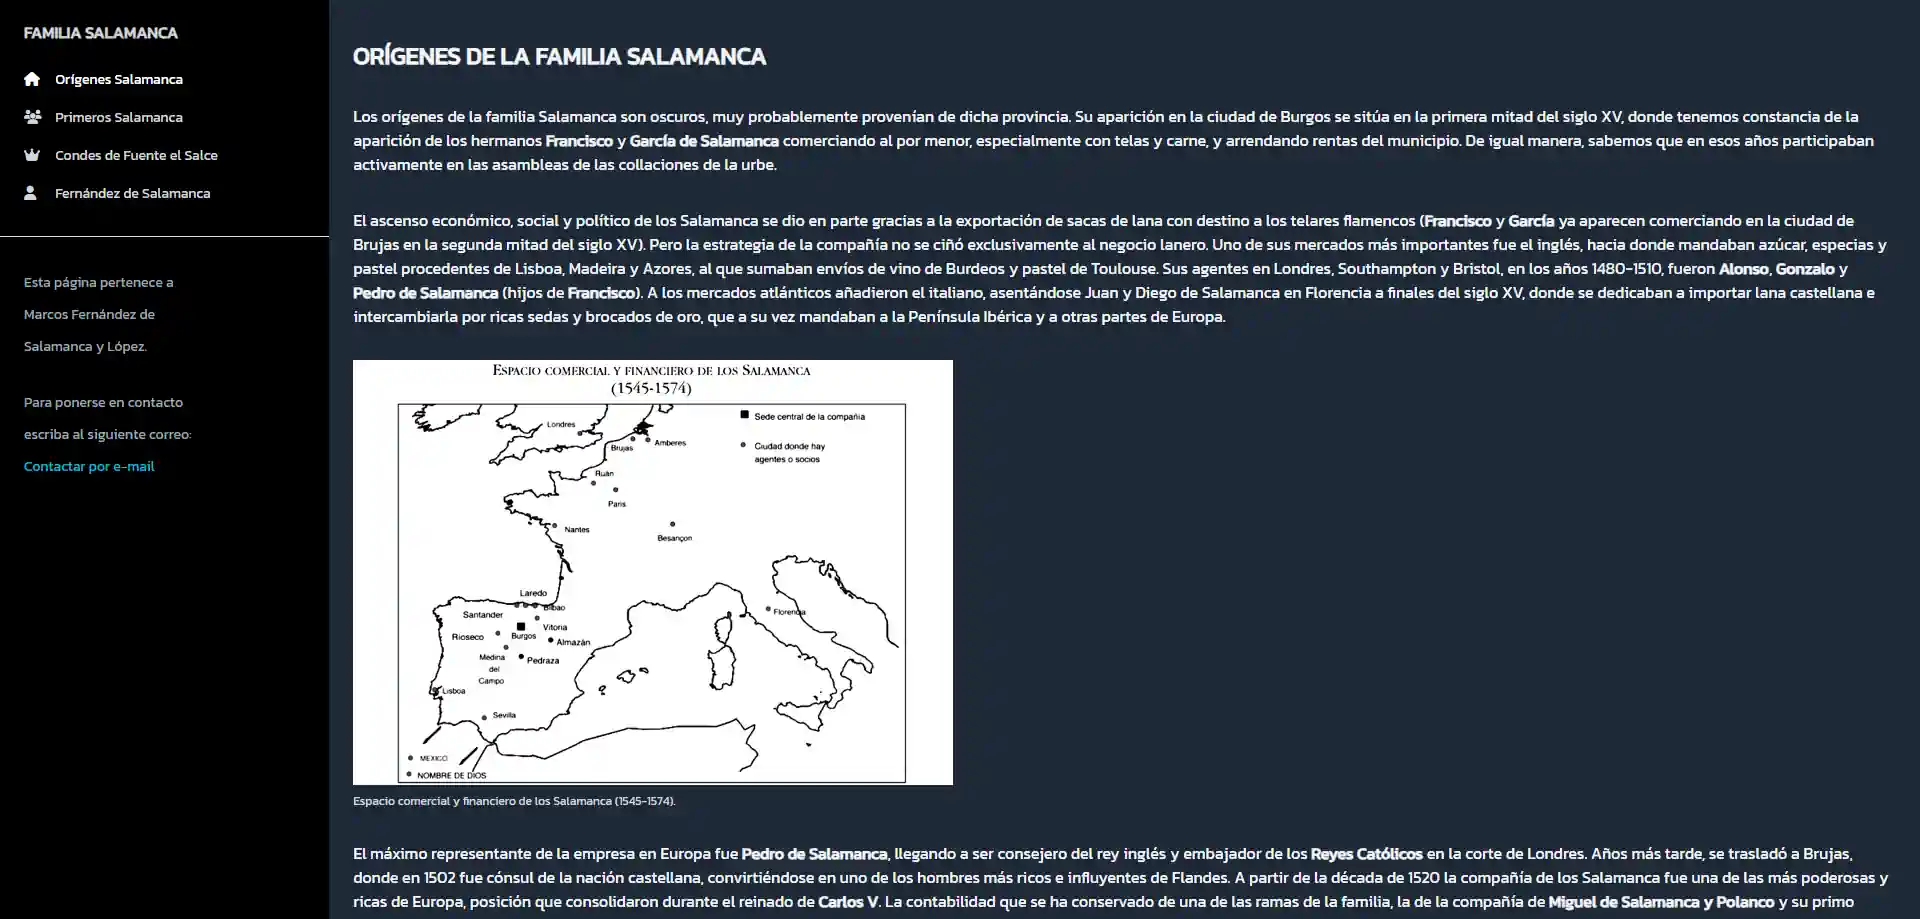 FAMILIA SALAMANCA
Orígenes Salamanca
Primeros Salamanca
Condes de Fuente el Salce
Fernández de Salamanca
Esta página pertenece a
Marcos Fernández de
Salamanca y López.
Para ponerse en contacto
escriba al siguiente correo:
Contactar por e-mail
ORÍGENES DE LA FAMILIA SALAMANCA
Los orígenes de la familia Salamanca son oscuros, muy probablemente provenían de dicha provincia. Su aparición en la ciudad de Burgos se sitúa en la primera mitad del siglo XV, donde tenemos constancia de la
aparición de los hermanos Francisco y García de Salamanca comerciando al por menor, especialmente con telas y carne, y arrendando rentas del municipio. De igual manera, sabemos que en esos años participaban
activamente en las asambleas de las collaciones de la urbe.
El ascenso económico, social y político de los Salamanca se dio en parte gracias a la exportación de sacas de lana con destino a los telares flamencos (Francisco y García ya aparecen comerciando en la ciudad de
Brujas en la segunda mitad del siglo XV). Pero la estrategia de la compañía no se ciñó exclusivamente al negocio lanero. Uno de sus mercados más importantes fue el inglés, hacia donde mandaban azúcar, especias y
pastel procedentes de Lisboa, Madeira y Azores, al que sumaban envíos de vino de Burdeos y pastel de Toulouse. Sus agentes en Londres, Southampton y Bristol, en los años 1480-1510, fueron Alonso, Gonzalo y
Pedro de Salamanca (hijos de Francisco). A los mercados atlánticos añadieron el italiano, asentándose Juan y Diego de Salamanca en Florencia a finales del siglo XV, donde se dedicaban a importar lana castellana e
intercambiarla por ricas sedas y brocados de oro, que a su vez mandaban a la Península Ibérica y a otras partes de Europa.
ESPACIO COMERCIAL Y FINANCIERO DE LOS SALAMANCA
(1545-1574)
Sede central de la compañia
Ciudad donde hay
agentes o socios
Londres
Brujas
Amberes
Ruán
Paris
Nantes
Besançon
Laredo
Bilbao
Santander
Vitoria
Rioseco
Burgos
Almazán
Medina
del
Campo
Pedraza
Florencia
Lisboa
Sevilla
MEXICO
NOMBRE DE DIOS
Espacio comercial y financiero de los Salamanca (1545-1574).
El máximo representante de la empresa en Europa fue Pedro de Salamanca, llegando a ser consejero del rey inglés y embajador de los Reyes Católicos en la corte de Londres. Años más tarde, se trasladó a Brujas,
donde en 1502 fue cónsul de la nación castellana, convirtiéndose en uno de los hombres más ricos e influyentes de Flandes. A partir de la década de 1520 la compañía de los Salamanca fue una de las más poderosas y
ricas de Europa, posición que consolidaron durante el reinado de Carlos V. La contabilidad que se ha conservado de una de las ramas de la familia, la de la compañía de Miguel de Salamanca y Polanco y su primo